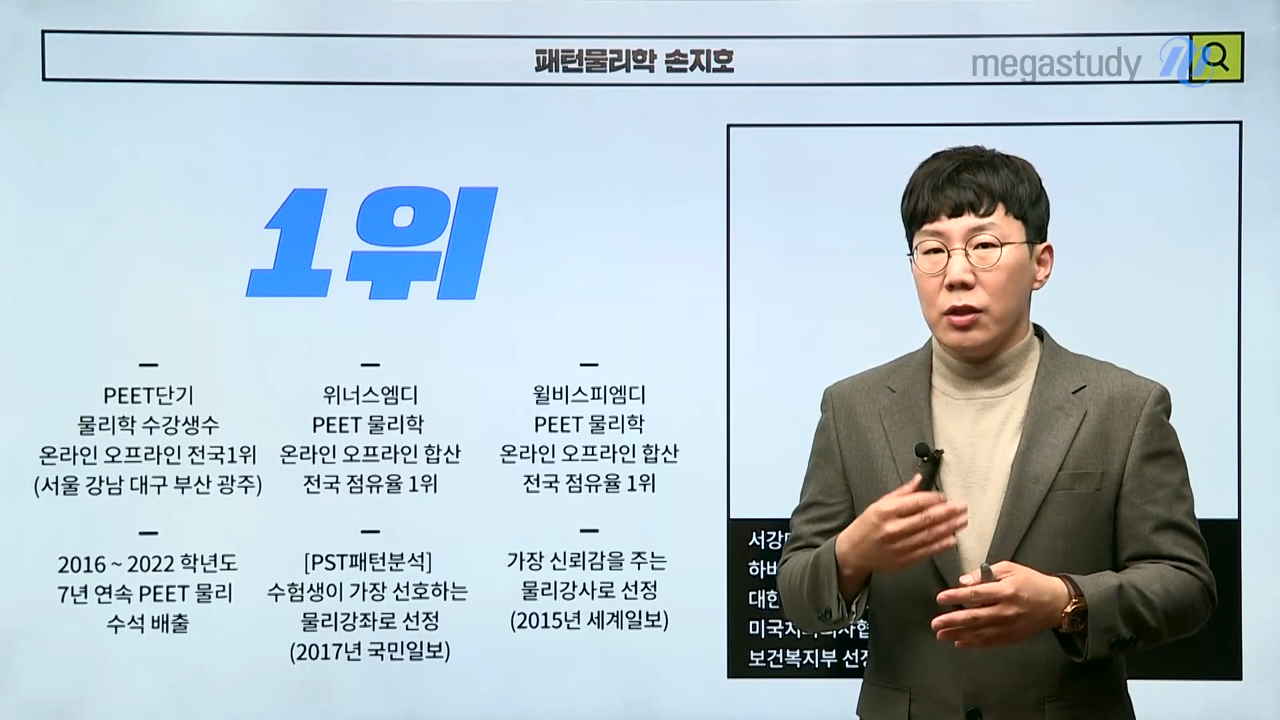 패턴물리학 손지호
megastudy
1위
PEET단기
물리학 수강생수
온라인 오프라인 전국1위
(서울 강남 대구 부산 광주)
위너스엠디
PEET 물리학
온라인 오프라인 합산
전국 점유율 1위
윌비스피엠디
PEET 물리학
온라인 오프라인 합산
전국 점유율 1위
2016 ~ 2022 학년도
7년 연속 PEET 물리
수석 배출
[PST패턴분석]
수험생이 가장 선호하는
물리강좌로 선정
(2017년 국민일보)
가장 신뢰감을 주는
물리강사로 선정
(2015년 세계일보)
보건복지부